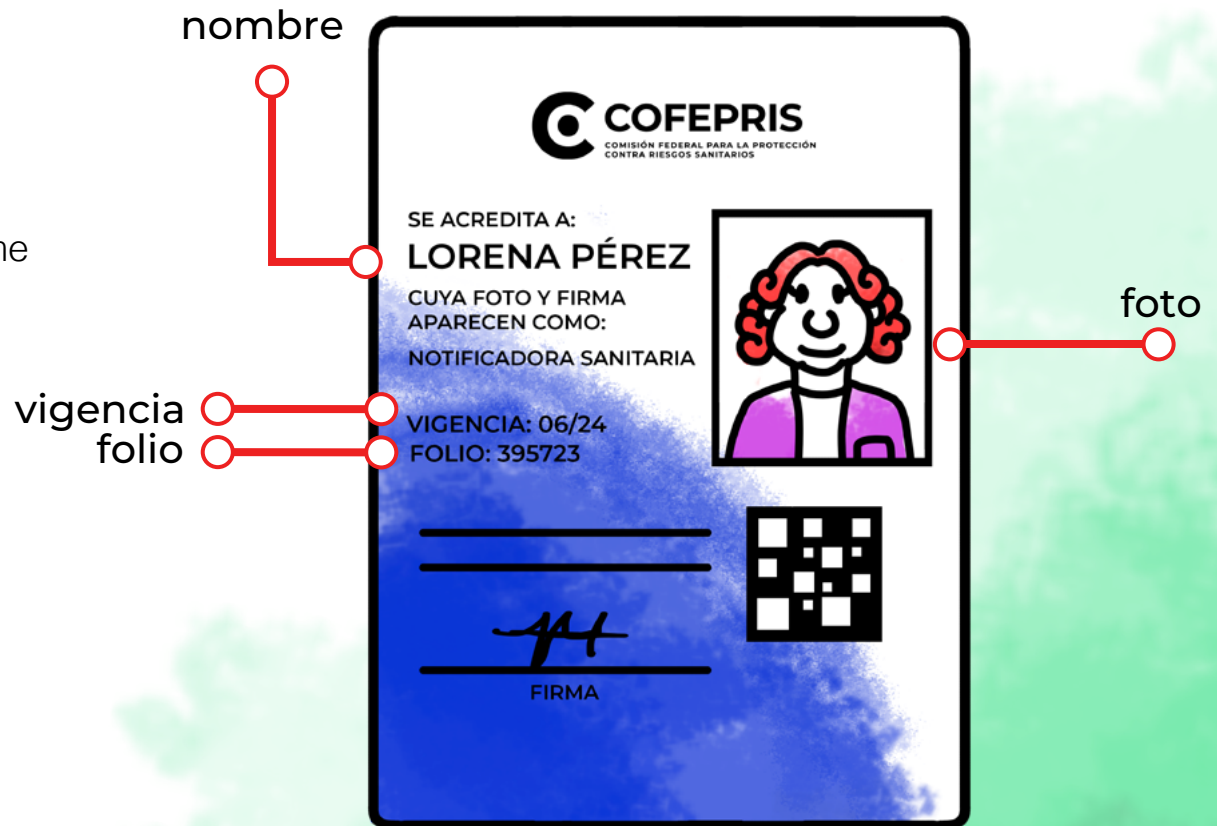 nombre
COFEPRIS
COMISIÓN FEDERAL PARA LA PROTECCIÓN
CONTRA RIESGOS SANITARIOS
SE ACREDITA A:
LORENA PÉREZ
ne
CUYA FOTO Y FIRMA
APARECEN COMO:
foto
NOTIFICADORA SANITARIA
vigencia
VIGENCIA: 06/24
folio
FOLIO: 395723
FIRMA